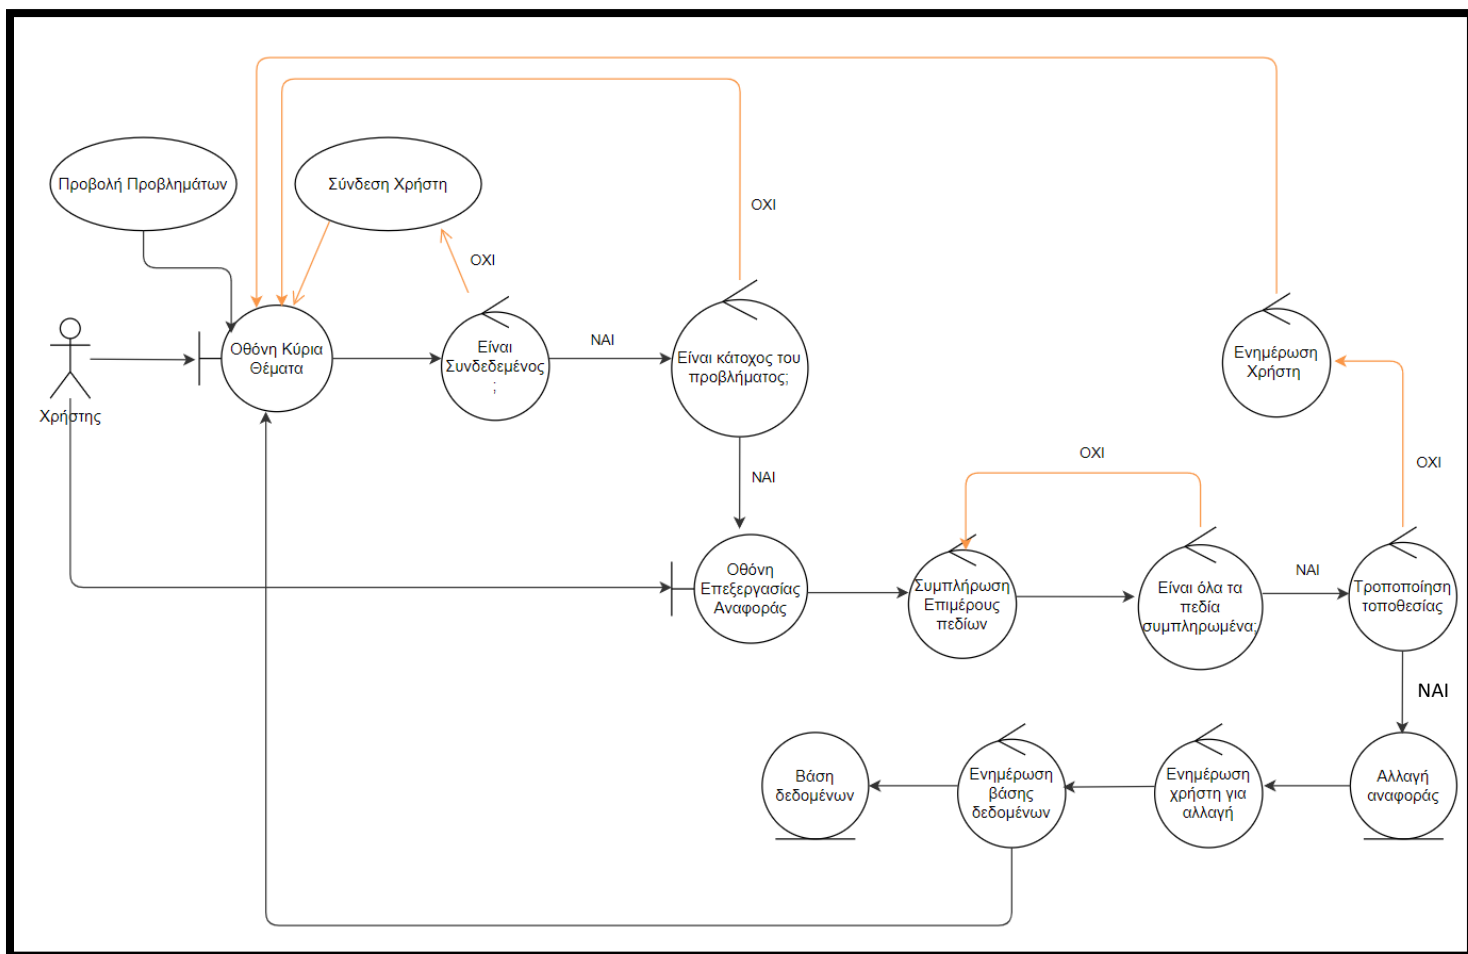 ΟΧΙ
Προβολή Προβλημάτων
Σύνδεση Χρήστη
ΟΧΙ
Χρήστης
Οθόνη Κύρια
Θέματα
Είναι
Συνδεδεμένος
;
ΝΑΙ
Είναι κάτοχος του
προβλήματος;
Ενημέρωση
Χρήστη
ΝΑΙ
ΟΧΙ
ΟΧΙ
Οθόνη
Επεξεργασίας
Αναφοράς
Συμπλήρωση
Επιμέρους
πεδίων
Είναι όλα τα
πεδία
συμπληρωμένα;
ΝΑΙ
Τροπποποίηση
τοποθεσίας
ΝΑΙ
Βάση
δεδομένων
Ενημέρωση
βάσης
δεδομένων
Ενημέρωση
χρήστη για
αλλαγή
Αλλαγή
αναφοράς